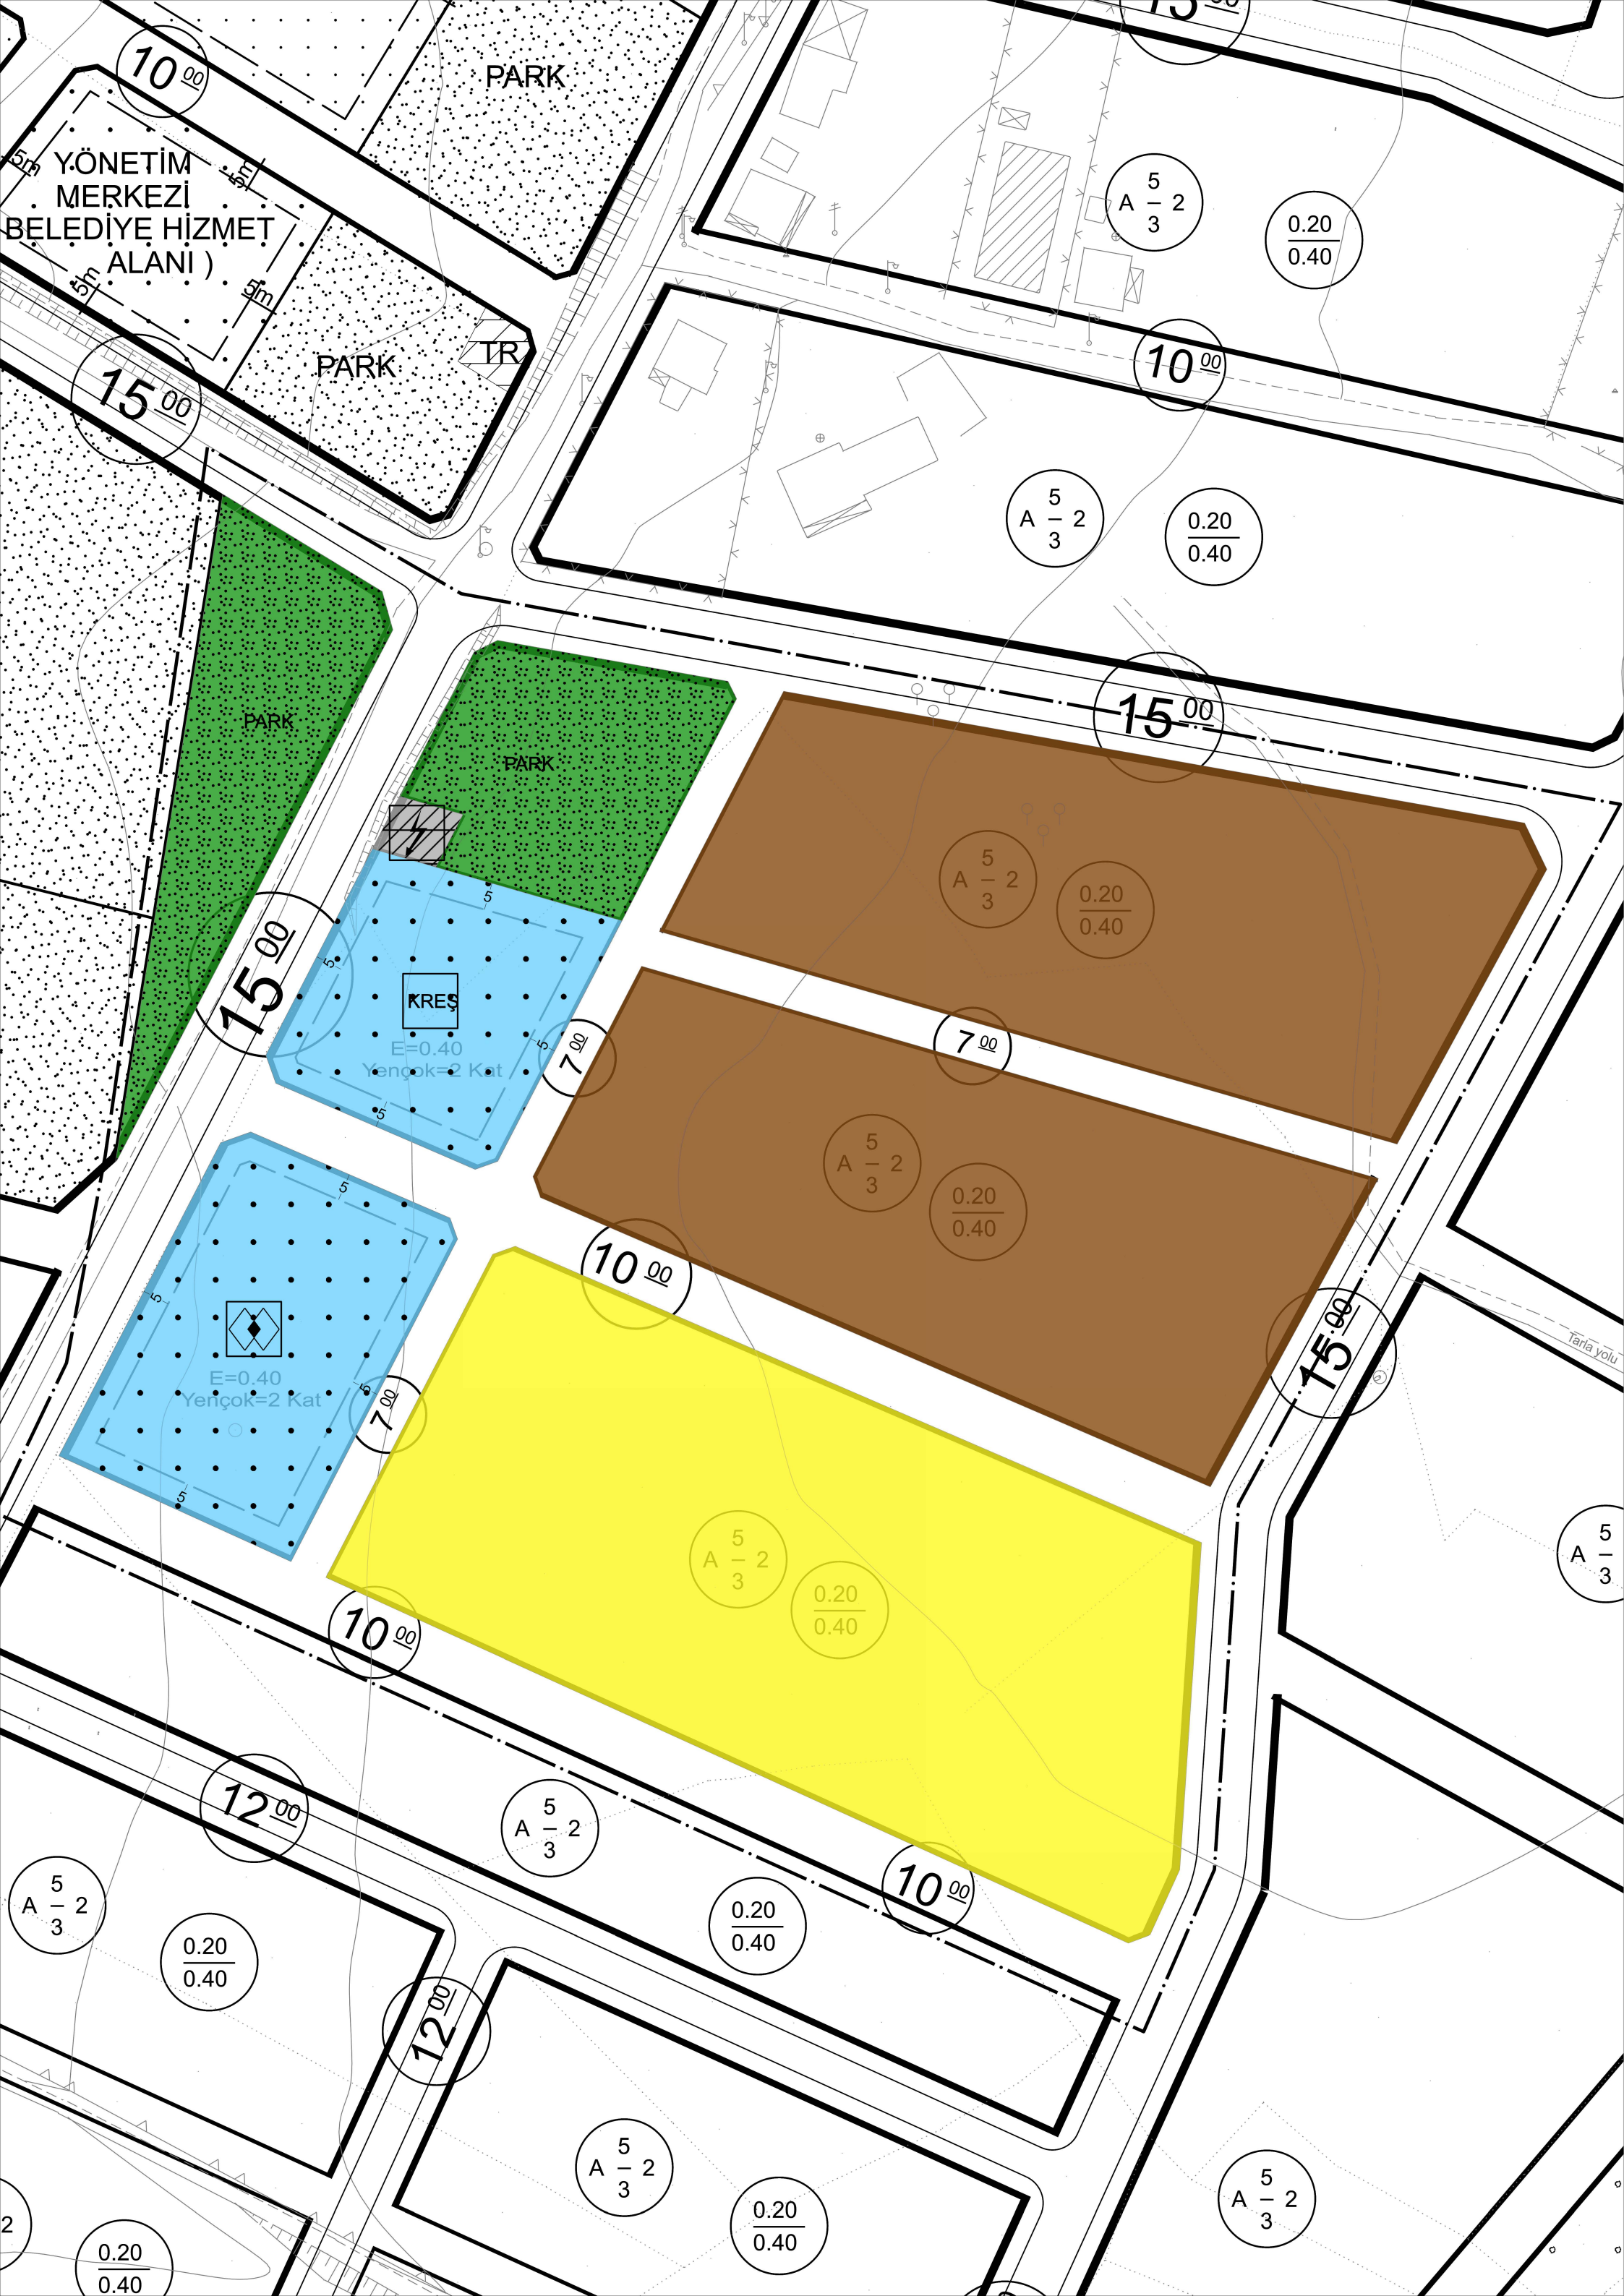 15 00
10 00
PARK
YÖNETİM
MERKEZİ
BELEDİYE HİZMET
ALANI )
5m
5m
5m
5m
PARK
TR
15 00
5
A – 2
3
0.20
0.40
10 00
5
A – 2
3
0.20
0.40
15 00
PARK
PARK
5
A – 2
3
0.20
0.40
5
5
KREŞ
E=0.40
Yençok=2 Kat
5
5
15 00
7 00
7 00
5
A – 2
3
0.20
0.40
10 00
5
5
E=0.40
Yençok=2 Kat
5
5
7 00
15 00
Tarla yolu
5
A – 2
3
0.20
0.40
5
A –
3
10 00
10 00
12 00
5
A – 2
3
0.20
0.40
5
A – 2
3
0.20
0.40
12 00
5
A – 2
3
0.20
0.40
5
A – 2
3
2
0.20
0.40